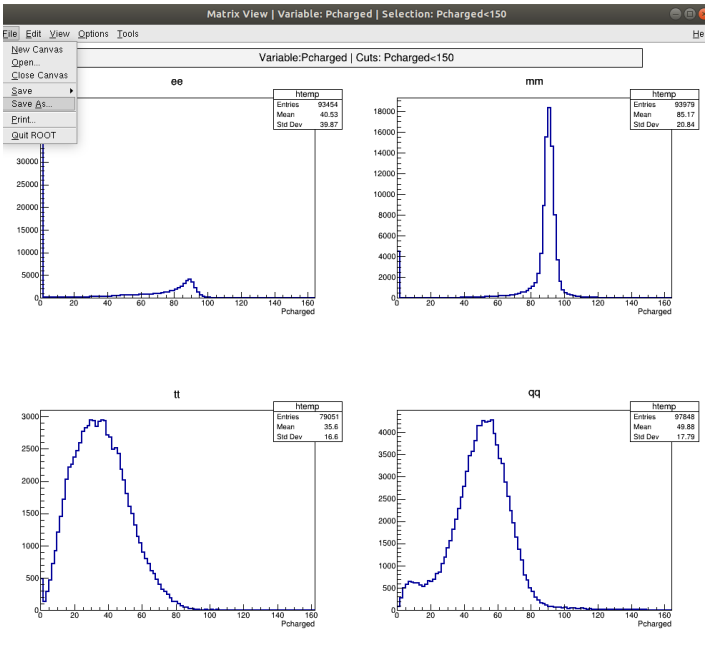 Matrix View | Variable: Pcharged | Selection: Pcharged<150
File Edit View Options Tools He
New Canvas
Open...
Close Canvas
Save
Save As...
Print...
Quit ROOT
Variable:Pcharged | Cuts: Pcharged<150
ee
htemp
Entries 93454
Mean 40.53
Std Dev 39.87
30000
25000
20000
15000
10000
5000
0
0 20 40 60 80 100 120 140 160
Pcharged
mm
htemp
Entries 93979
Mean 85.17
Std Dev 20.84
18000
16000
14000
12000
10000
8000
6000
4000
2000
0
0 20 40 60 80 100 120 140 160
Pcharged
tt
htemp
Entries 79051
Mean 35.6
Std Dev 16.6
3000
2500
2000
1500
1000
500
0
0 20 40 60 80 100 120 140 160
Pcharged
qq
htemp
Entries 97848
Mean 49.88
Std Dev 17.79
4000
3500
3000
2500
2000
1500
1000
500
0
0 20 40 60 80 100 120 140 160
Pcharged